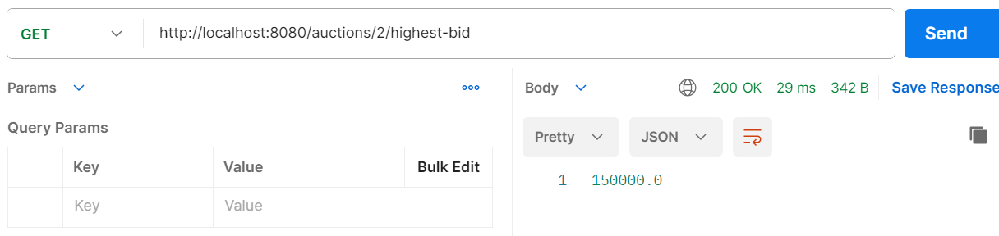 GET http://localhost:8080/auctions/2/highest-bid Send
Params
Query Params
Key Value Bulk Edit
Key Value
Body 200 OK 29 ms 342 B Save Response
Pretty JSON
1 150000.0